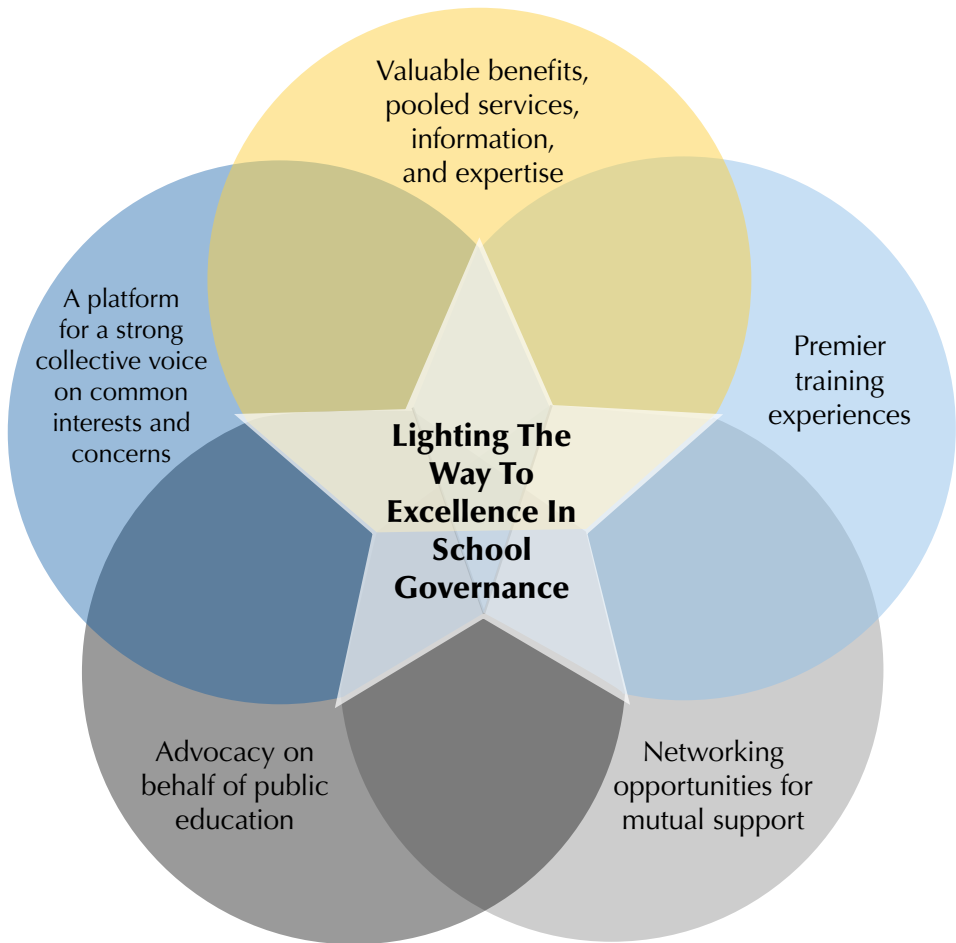 Valuable benefits,
pooled services,
information,
and expertise
A platform
for a strong
collective voice
on common
interests and
concerns
Premier
training
experiences
Lighting The
Way To
Excellence In
School
Governance
Advocacy on
behalf of public
education
Networking
opportunities for
mutual support